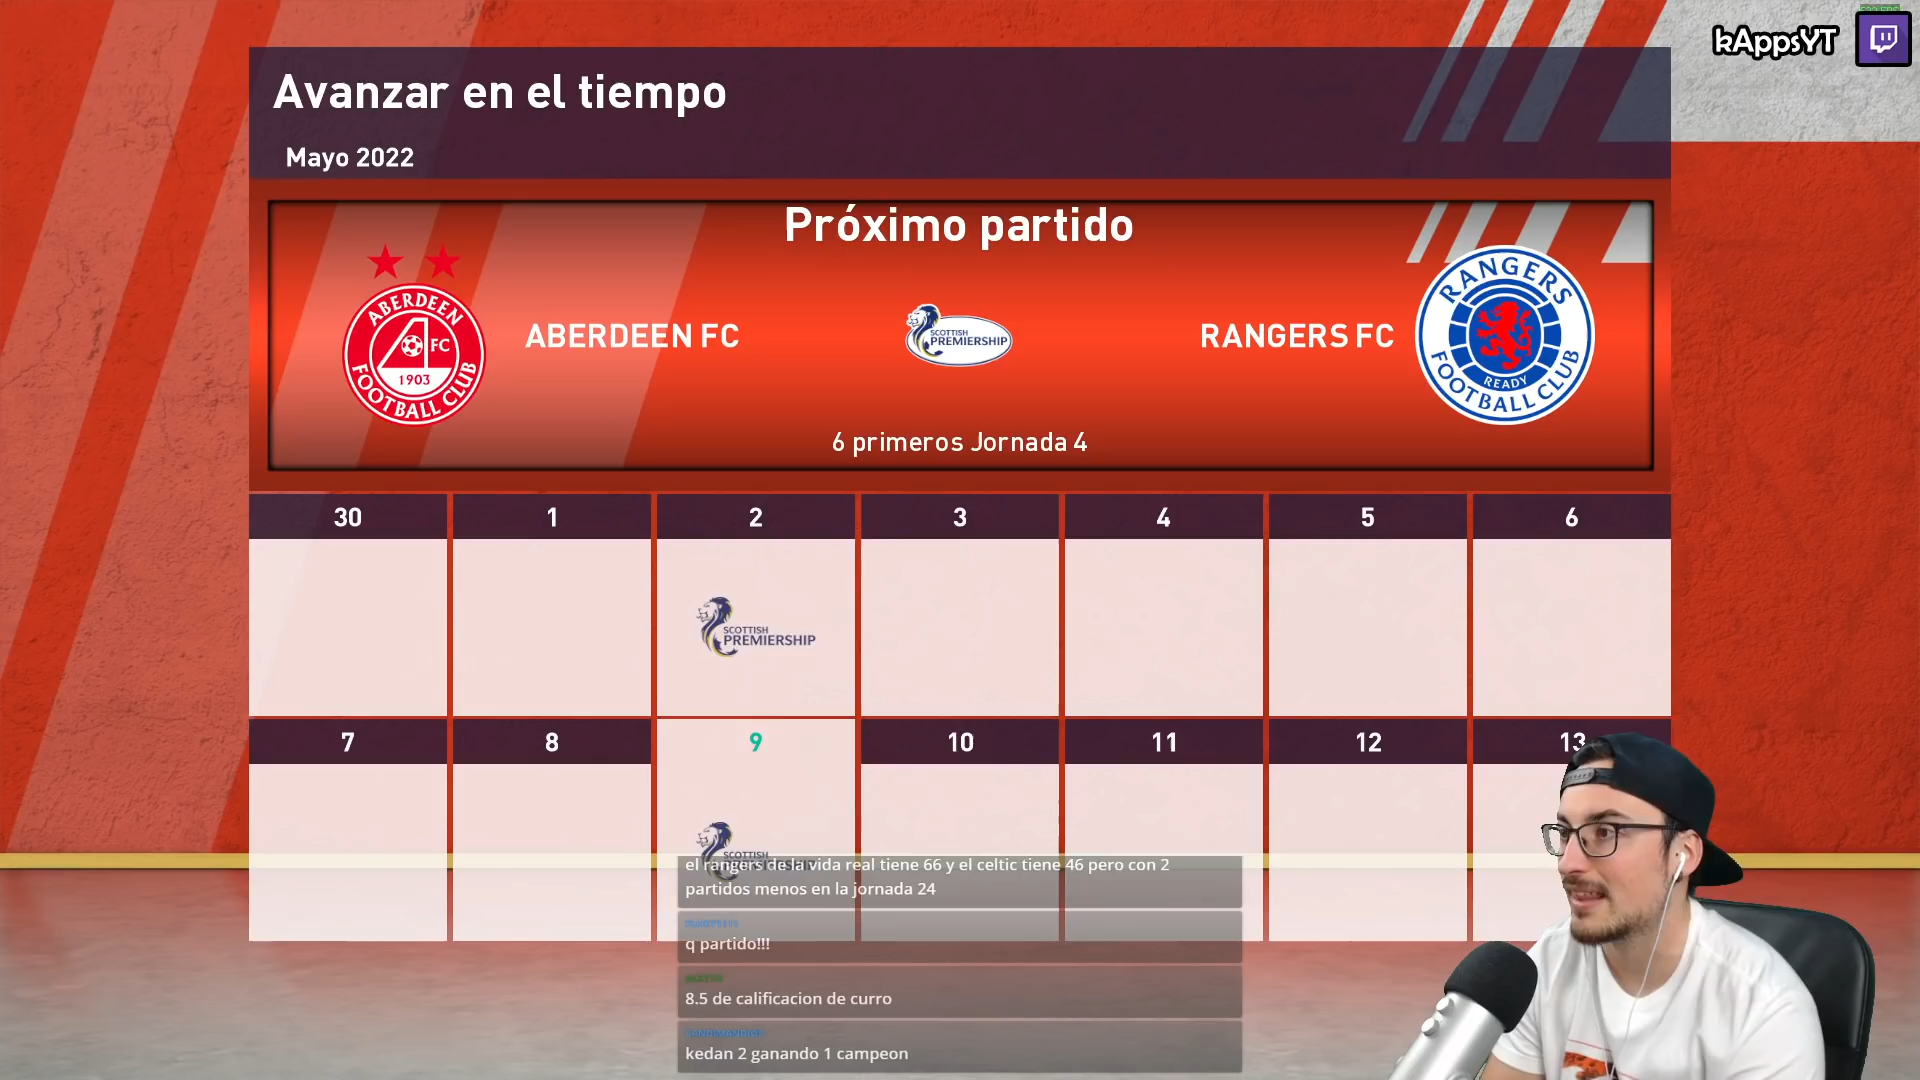 kAppsYT
Avanzar en el tiempo
Mayo 2022
Próximo partido
ABERDEEN FC
FOOTBALL CLUB
1903
ABERDEEN FC
SCOTTISH
PREMIERSHIP
RANGERS FC
RANGERS
FOOTBALL CLUB
READY
6 primeros Jornada 4
30 1 2 3 4 5 6
SCOTTISH
PREMIERSHIP
7 8 9 10 11 12 13
SCOTTISH
el rangers de la vida real tiene 66 y el celtic tiene 46 pero con 2
partidos menos en la jornada 24
q partido!!!
8.5 de calificacion de curro
kedan 2 ganando 1 campeon